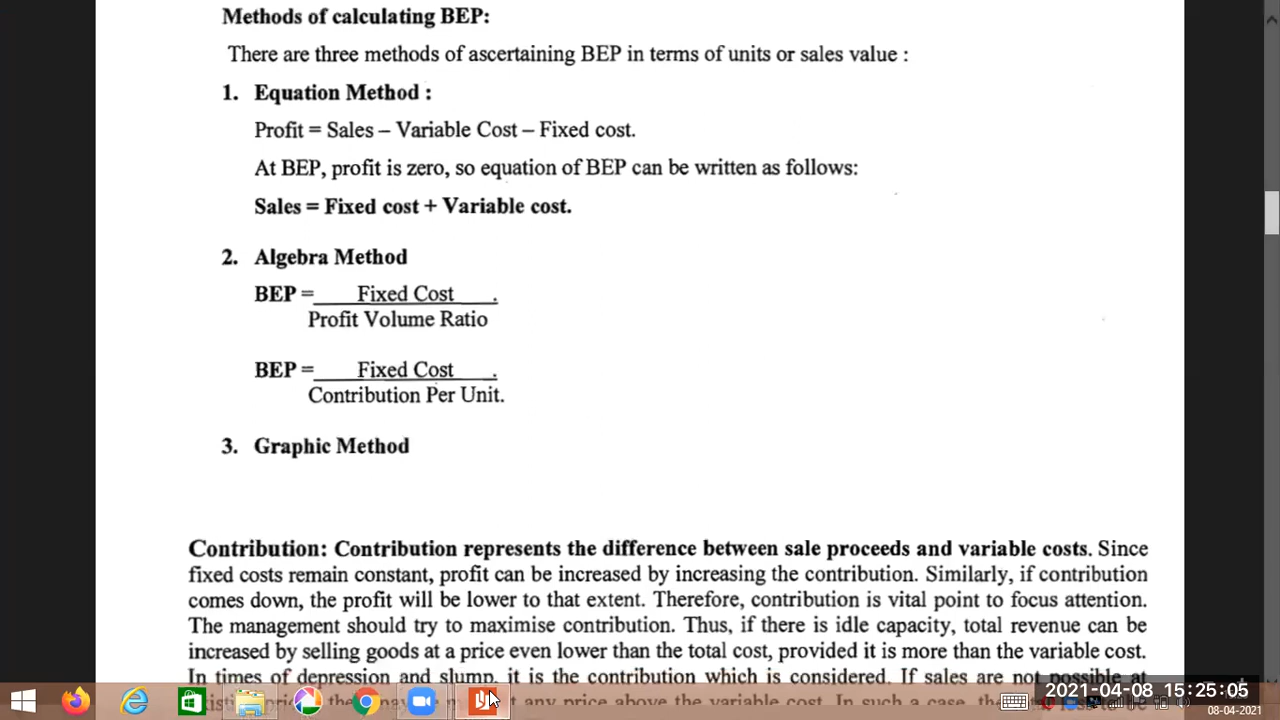 Methods of calculating BEP:
There are three methods of ascertaining BEP in terms of units or sales value :
1. Equation Method :
Profit = Sales – Variable Cost – Fixed cost.
At BEP, profit is zero, so equation of BEP can be written as follows:
Sales = Fixed cost + Variable cost.
2. Algebra Method
BEP = Fixed Cost .
Profit Volume Ratio
BEP = Fixed Cost .
Contribution Per Unit.
3. Graphic Method
Contribution: Contribution represents the difference between sale proceeds and variable costs. Since
fixed costs remain constant, profit can be increased by increasing the contribution. Similarly, if contribution
comes down, the profit will be lower to that extent. Therefore, contribution is vital point to focus attention.
The management should try to maximise contribution. Thus, if there is idle capacity, total revenue can be
increased by selling goods at a price even lower than the total cost, provided it is more than the variable cost.
In times of depression and slump, it is the contribution which is considered. If sales are not possible at
any price above the variable cost. In such a case, the
2021-04-08 15:25:05
08-04-2021